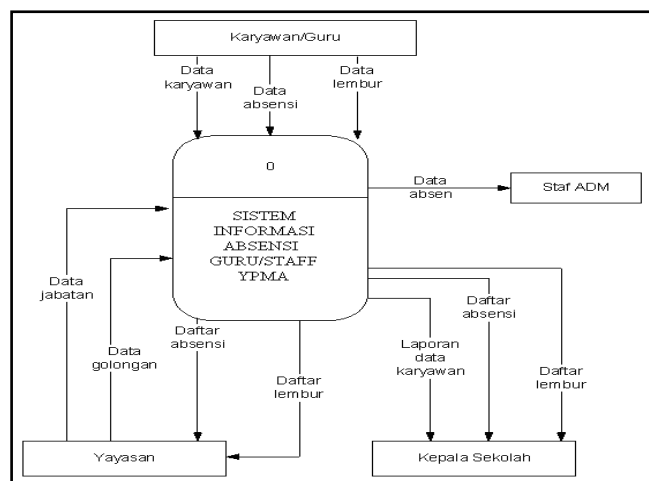 Karyawan/Guru
Data
karyawan
Data
absensi
Data
lembur
0
SISTEM
INFORMASI
ABSENSI
GURU/STAFF
YPMA
Data
absen
Staf ADM
Data
jabatan
Data
golongan
Daftar
absensi
Daftar
lembur
Laporan
data
karyawan
Daftar
absensi
Daftar
lembur
Yayasan
Kepala Sekolah